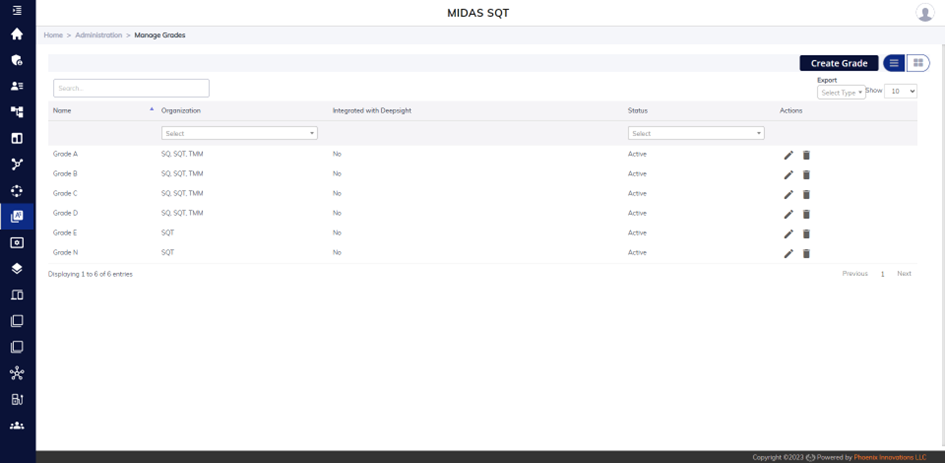 MIDAS SQT
Home > Administration > Manage Grades
Create Grade
Export
Search...
Select Type
Show 10
Name Organization Integrated with Deepsight Status Actions
Select Select
Grade A SQ, SQT, TMM No Active
Grade B SQ, SQT, TMM No Active
Grade C SQ, SQT, TMM No Active
Grade D SQ, SQT, TMM No Active
Grade E SQT No Active
Grade N SQT No Active
Displaying 1 to 6 of 6 entries
Previous 1 Next
Copyright ©2023 Powered by Phoenix Innovations LLC